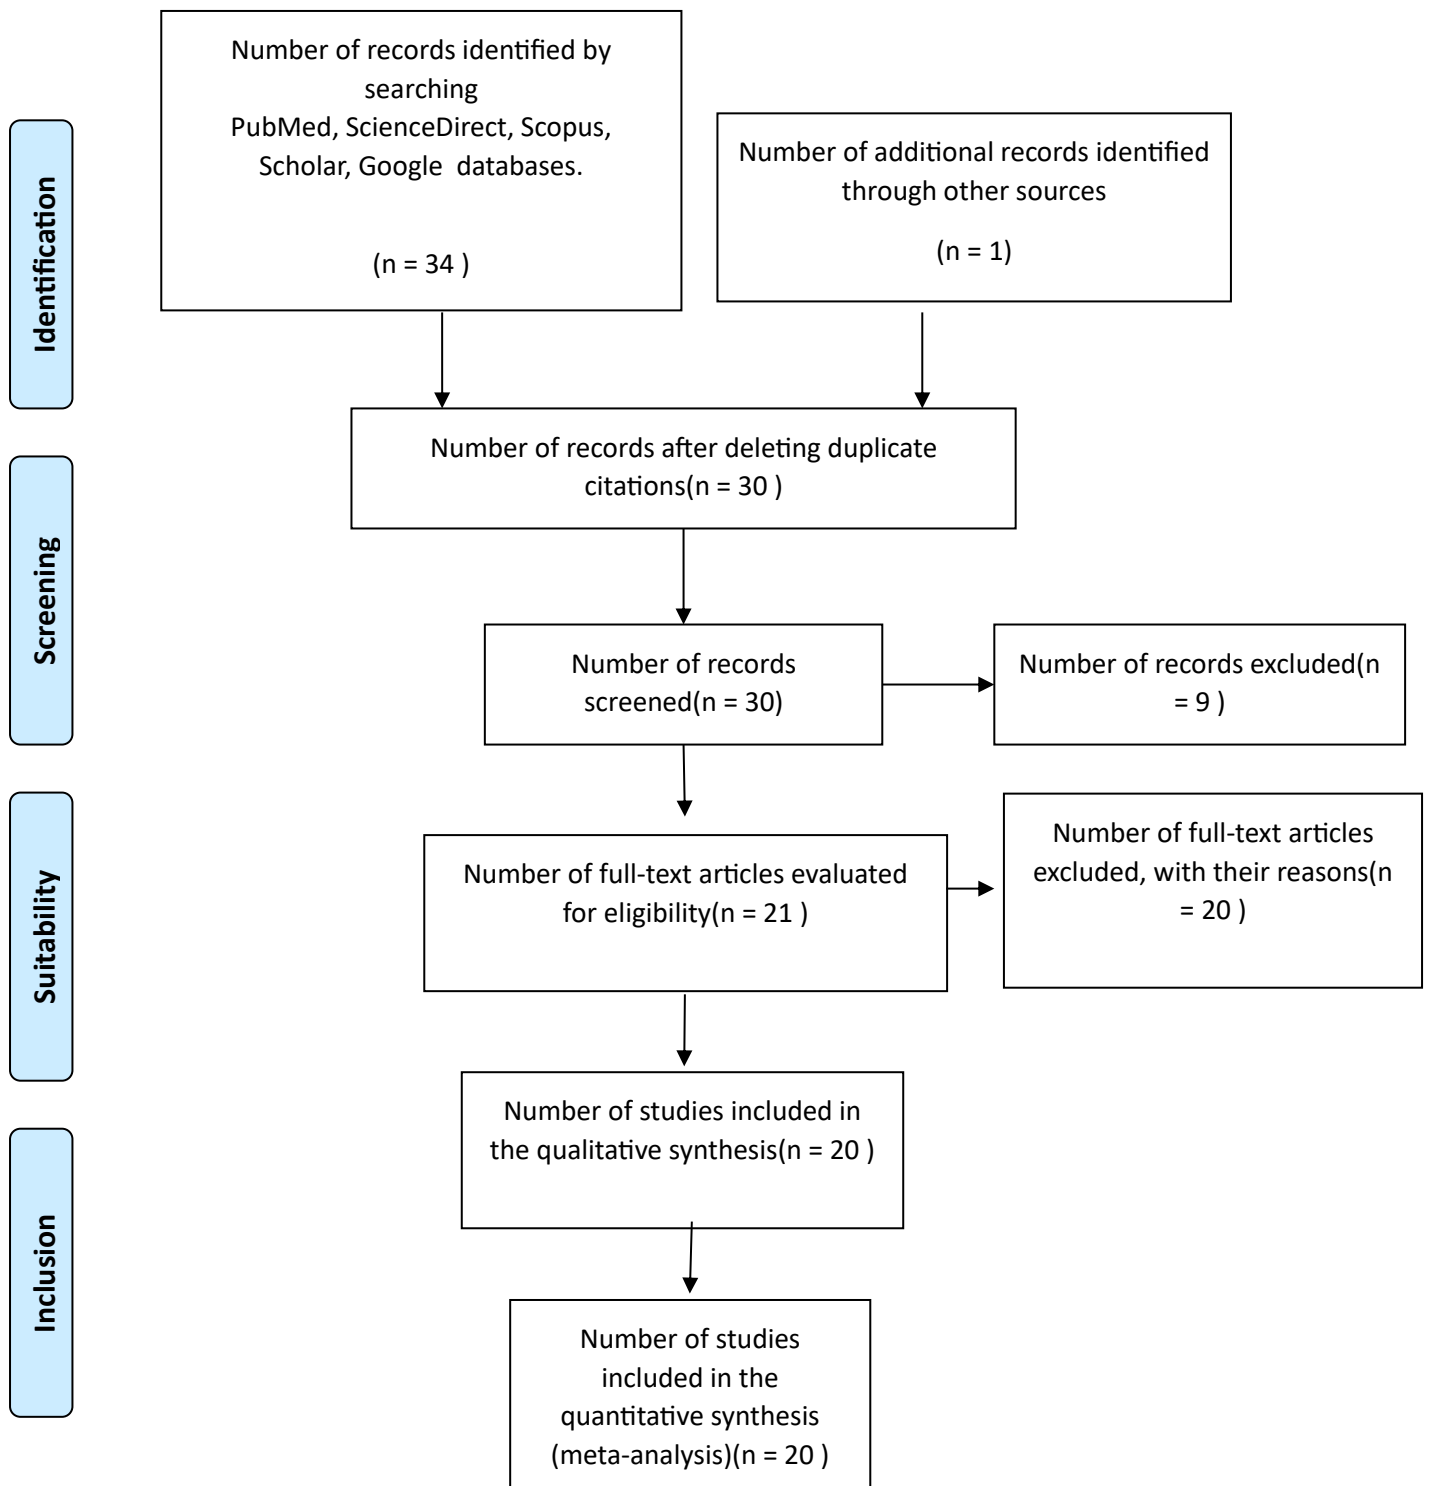 Number of records identified by
searching
PubMed, ScienceDirect, Scopus,
Scholar, Google  databases.
(n = 34 )
Number of additional records identified
through other sources
(n = 1)
Identification
Number of records after deleting duplicate
citations(n = 30 )
Screening
Number of records
screened(n = 30)
Number of records excluded(n
= 9 )
Suitability
Number of full-text articles evaluated
for eligibility(n = 21 )
Number of full-text articles
excluded, with their reasons(n
= 20 )
Number of studies included in
the qualitative synthesis(n = 20 )
Inclusion
Number of studies
included in the
quantitative synthesis
(meta-analysis)(n = 20 )